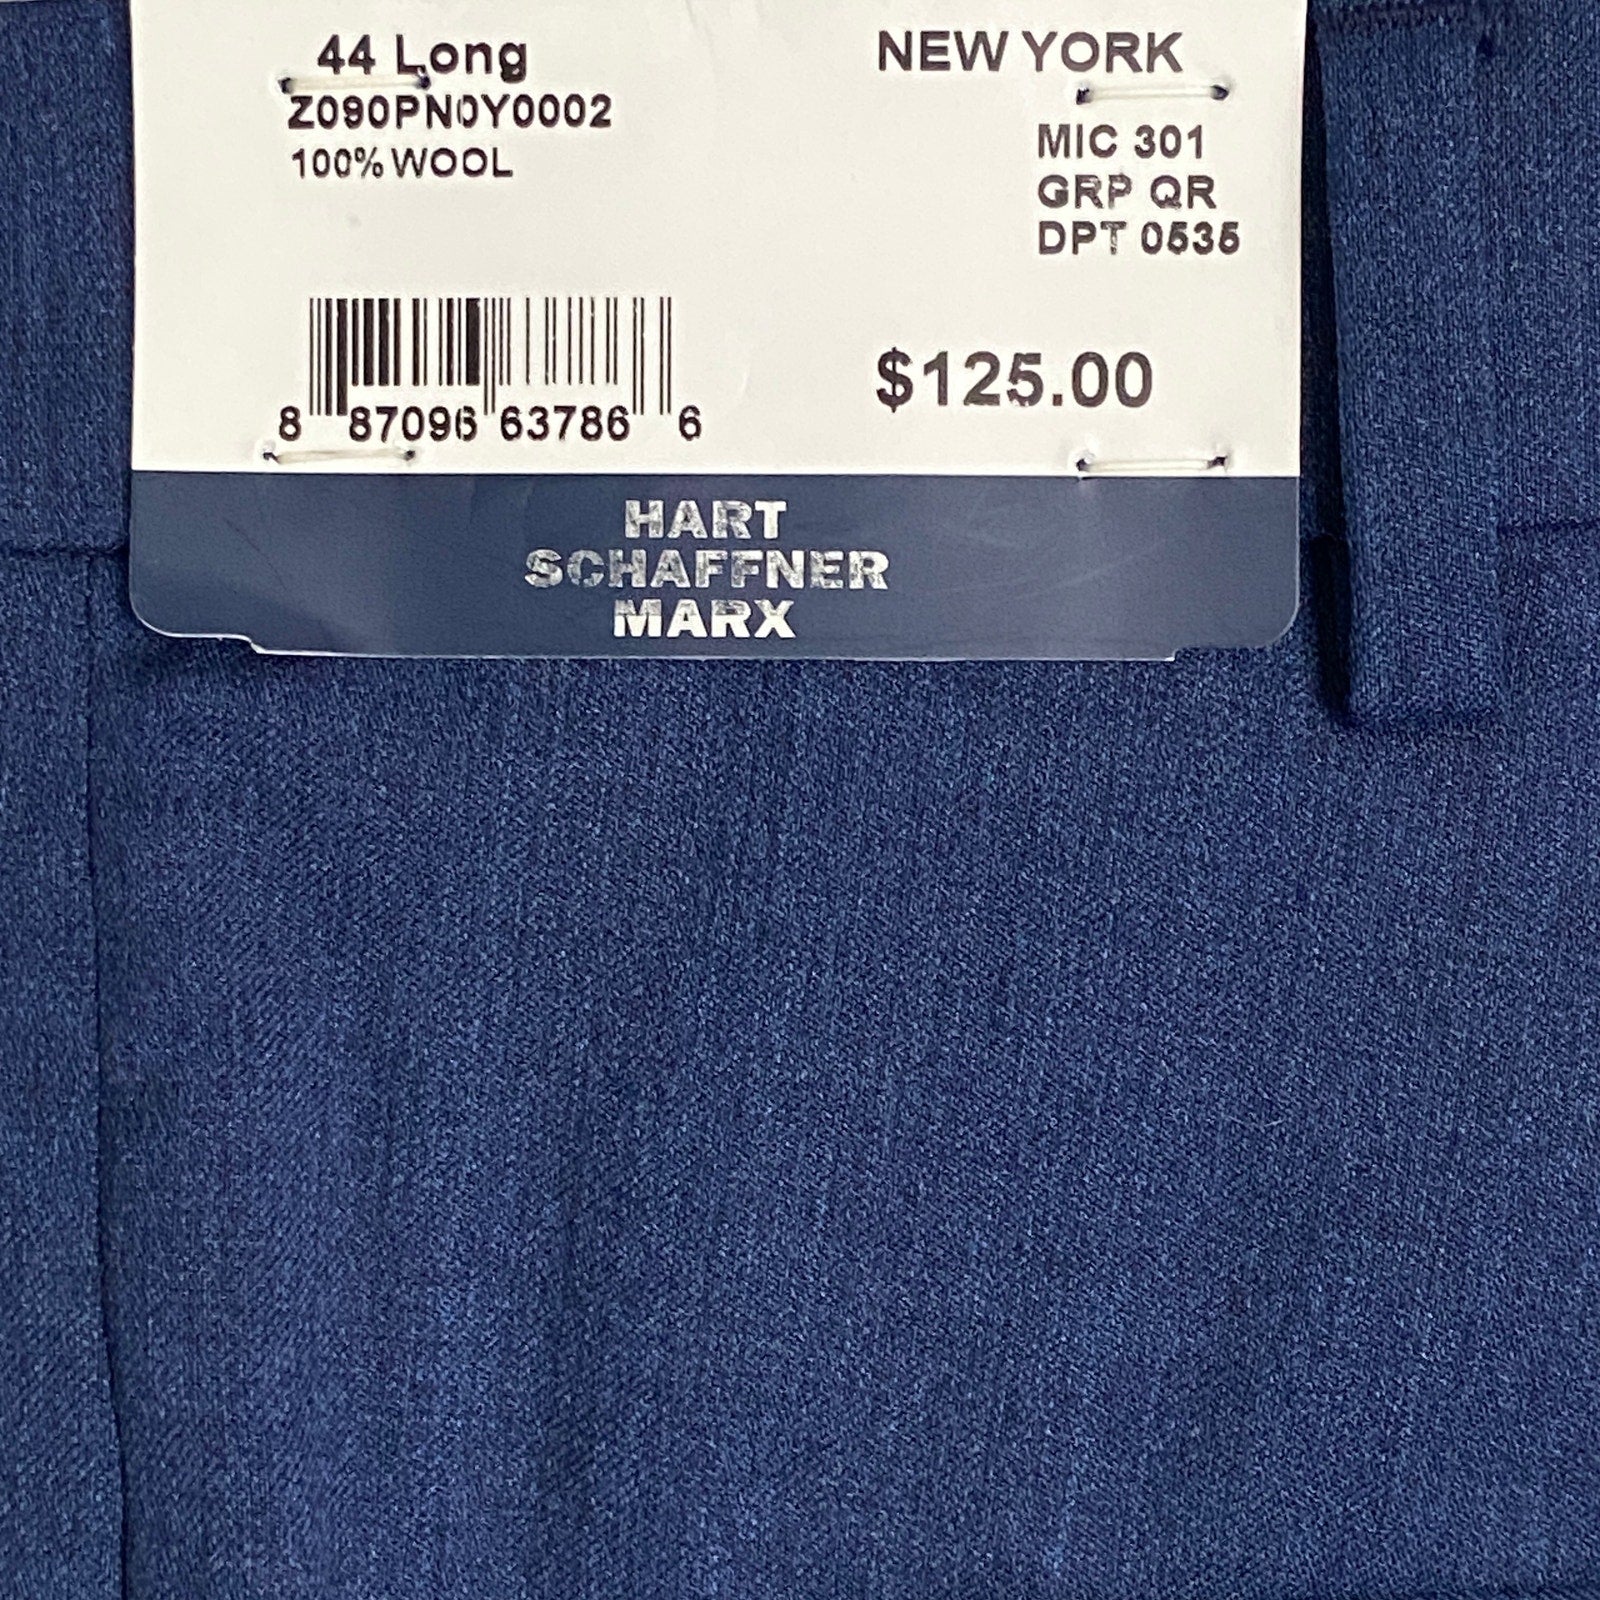 44 Long
NEW YORK
Z090PN0Y0002
100% WOOL
MIC 301
GRP QR
DPT 0535
$125.00
8 87096 63786 6
HART
SCHAFFNER
MARX